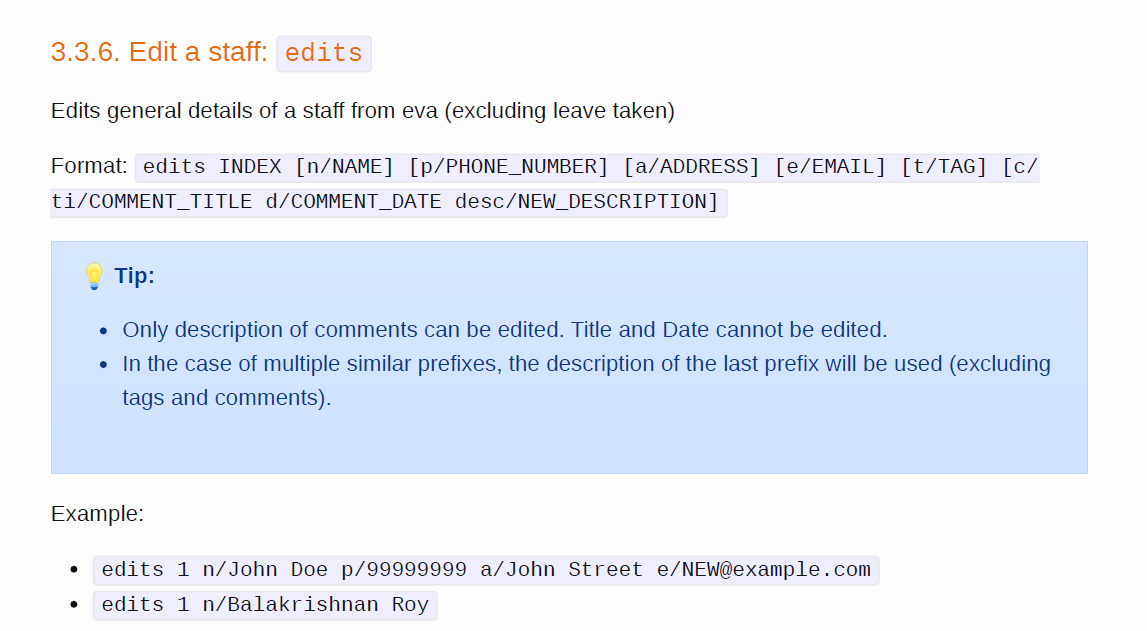 3.3.6. Edit a staff: edits
Edits general details of a staff from eva (excluding leave taken)
Format: edits INDEX [n/NAME] [p/PHONE_NUMBER] [a/ADDRESS] [e/EMAIL] [t/TAG] [c/
ti/COMMENT_TITLE d/COMMENT_DATE desc/NEW_DESCRIPTION]
💡 Tip:
• Only description of comments can be edited. Title and Date cannot be edited.
• In the case of multiple similar prefixes, the description of the last prefix will be used (excluding
tags and comments).
Example:
• edits 1 n/John Doe p/99999999 a/John Street e/NEW@example.com
• edits 1 n/Balakrishnan Roy